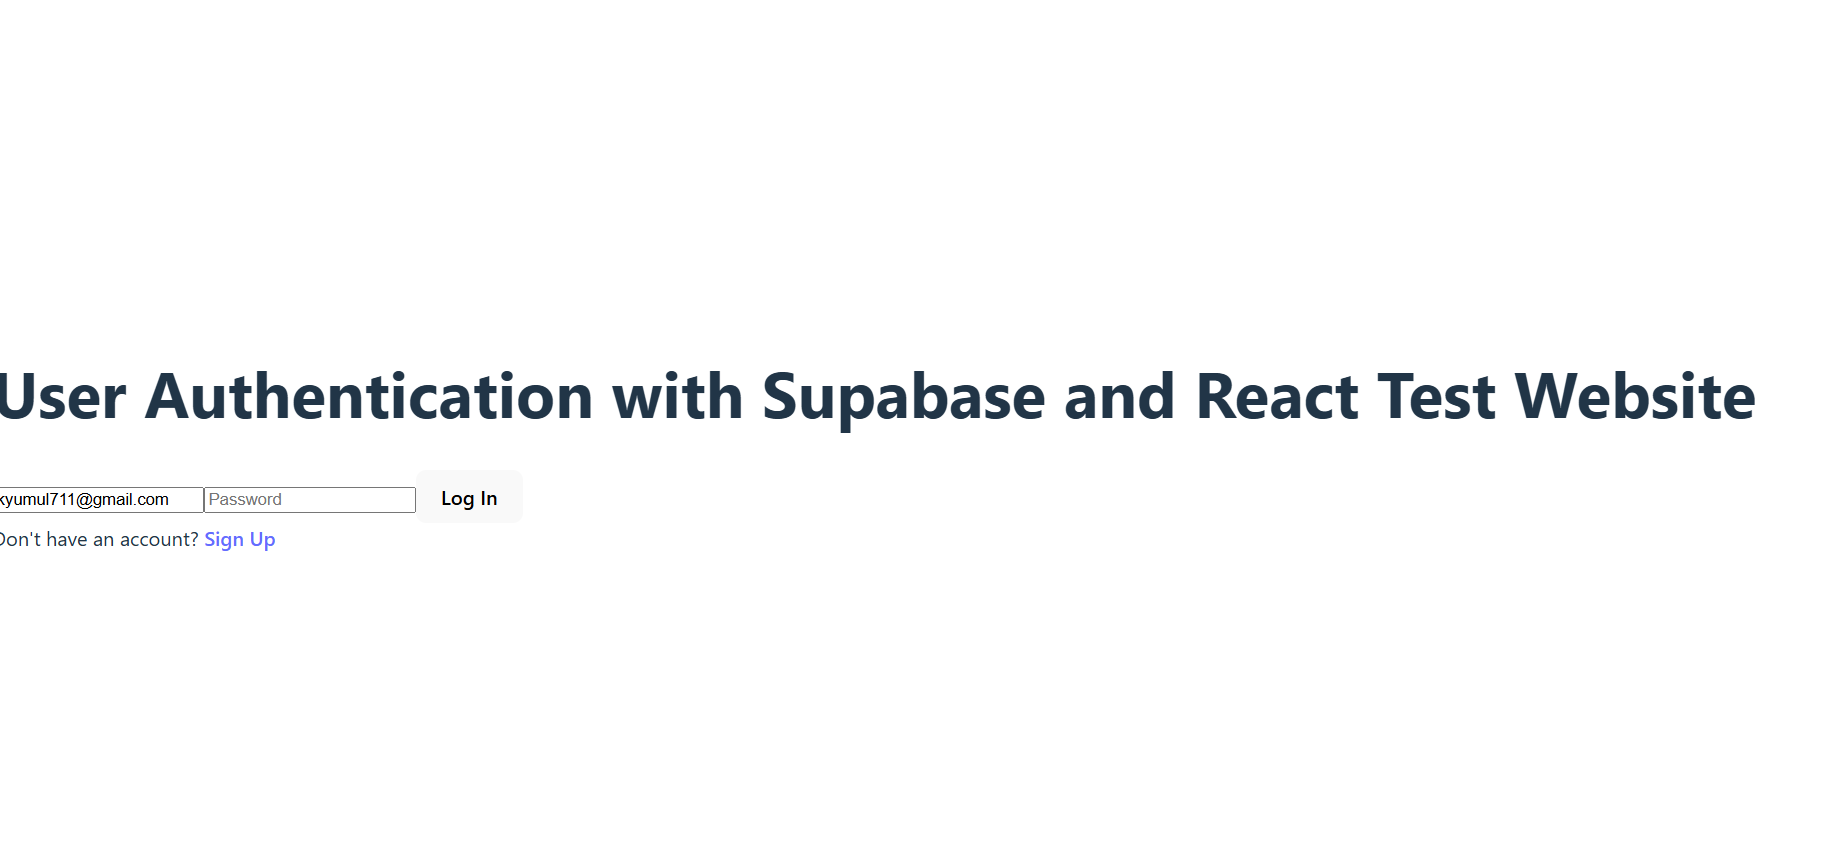 User Authentication with Supabase and React Test Website
kyumul711@gmail.com Password Log In
Don't have an account? Sign Up